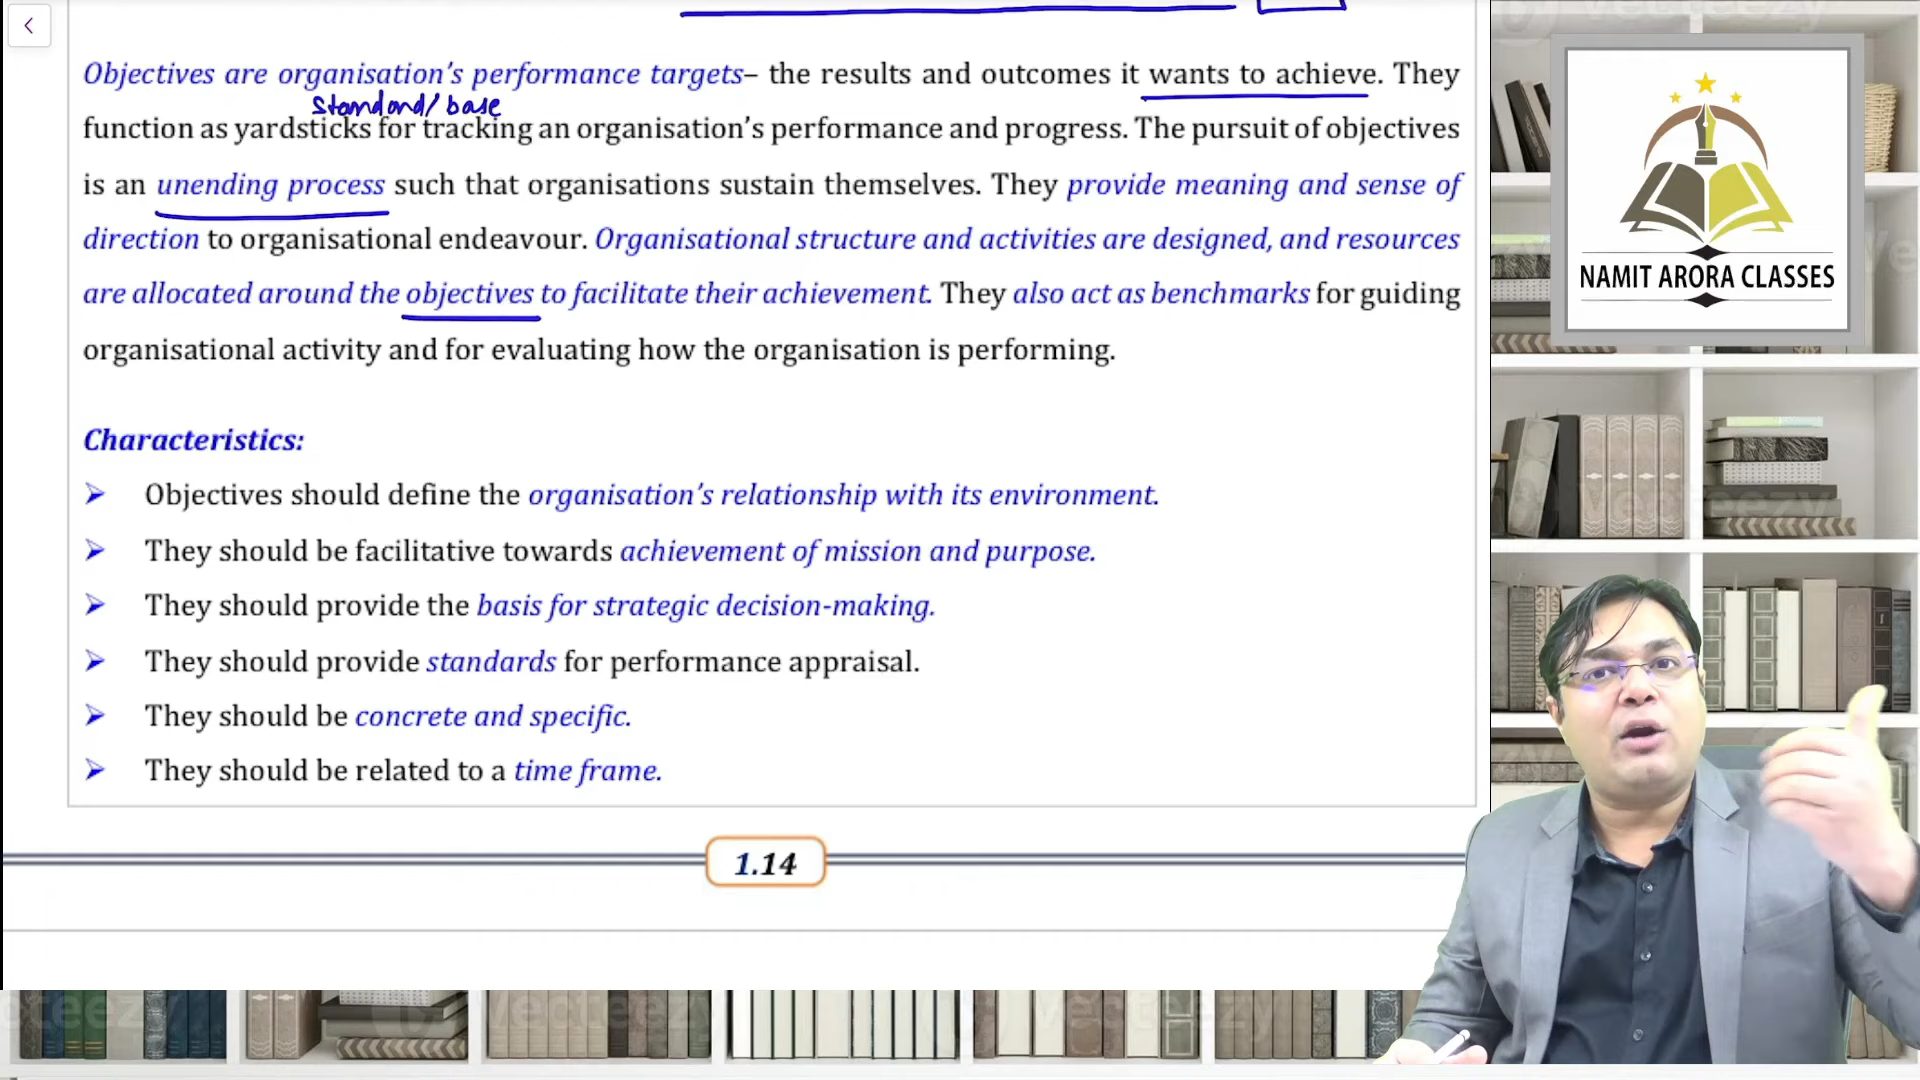 Objectives are organisation's performance targets– the results and outcomes it wants to achieve. They
standard/base
function as yardsticks for tracking an organisation's performance and progress. The pursuit of objectives
is an unending process such that organisations sustain themselves. They provide meaning and sense of
direction to organisational endeavour. Organisational structure and activities are designed, and resources
are allocated around the objectives to facilitate their achievement. They also act as benchmarks for guiding
organisational activity and for evaluating how the organisation is performing.
Characteristics:
➢ Objectives should define the organisation's relationship with its environment.
➢ They should be facilitative towards achievement of mission and purpose.
➢ They should provide the basis for strategic decision-making.
➢ They should provide standards for performance appraisal.
➢ They should be concrete and specific.
➢ They should be related to a time frame.
1.14
NAMIT ARORA CLASSES